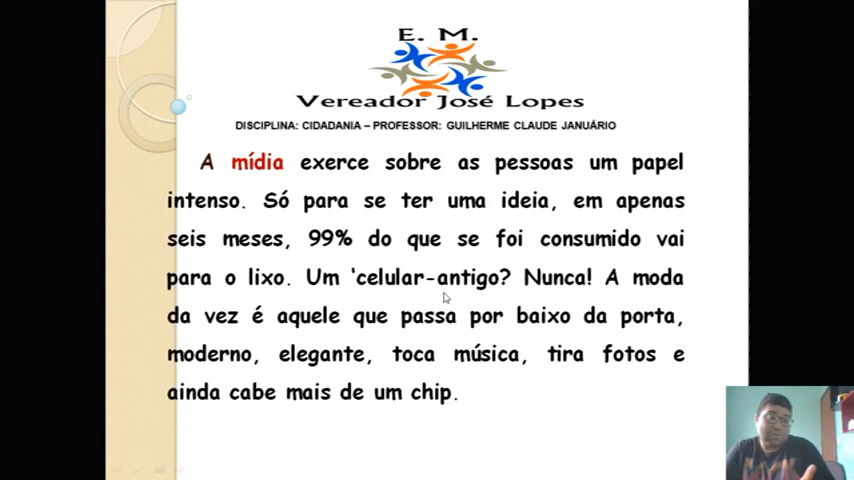 E. M.
Vereador José Lopes
DISCIPLINA: CIDADANIA – PROFESSOR: GUILHERME CLAUDE JANUÁRIO
A mídia exerce sobre as pessoas um papel
intenso. Só para se ter uma ideia, em apenas
seis meses, 99% do que se foi consumido vai
para o lixo. Um ‘celular-antigo? Nunca! A moda
da vez é aquele que passa por baixo da porta,
moderno, elegante, toca música, tira fotos e
ainda cabe mais de um chip.